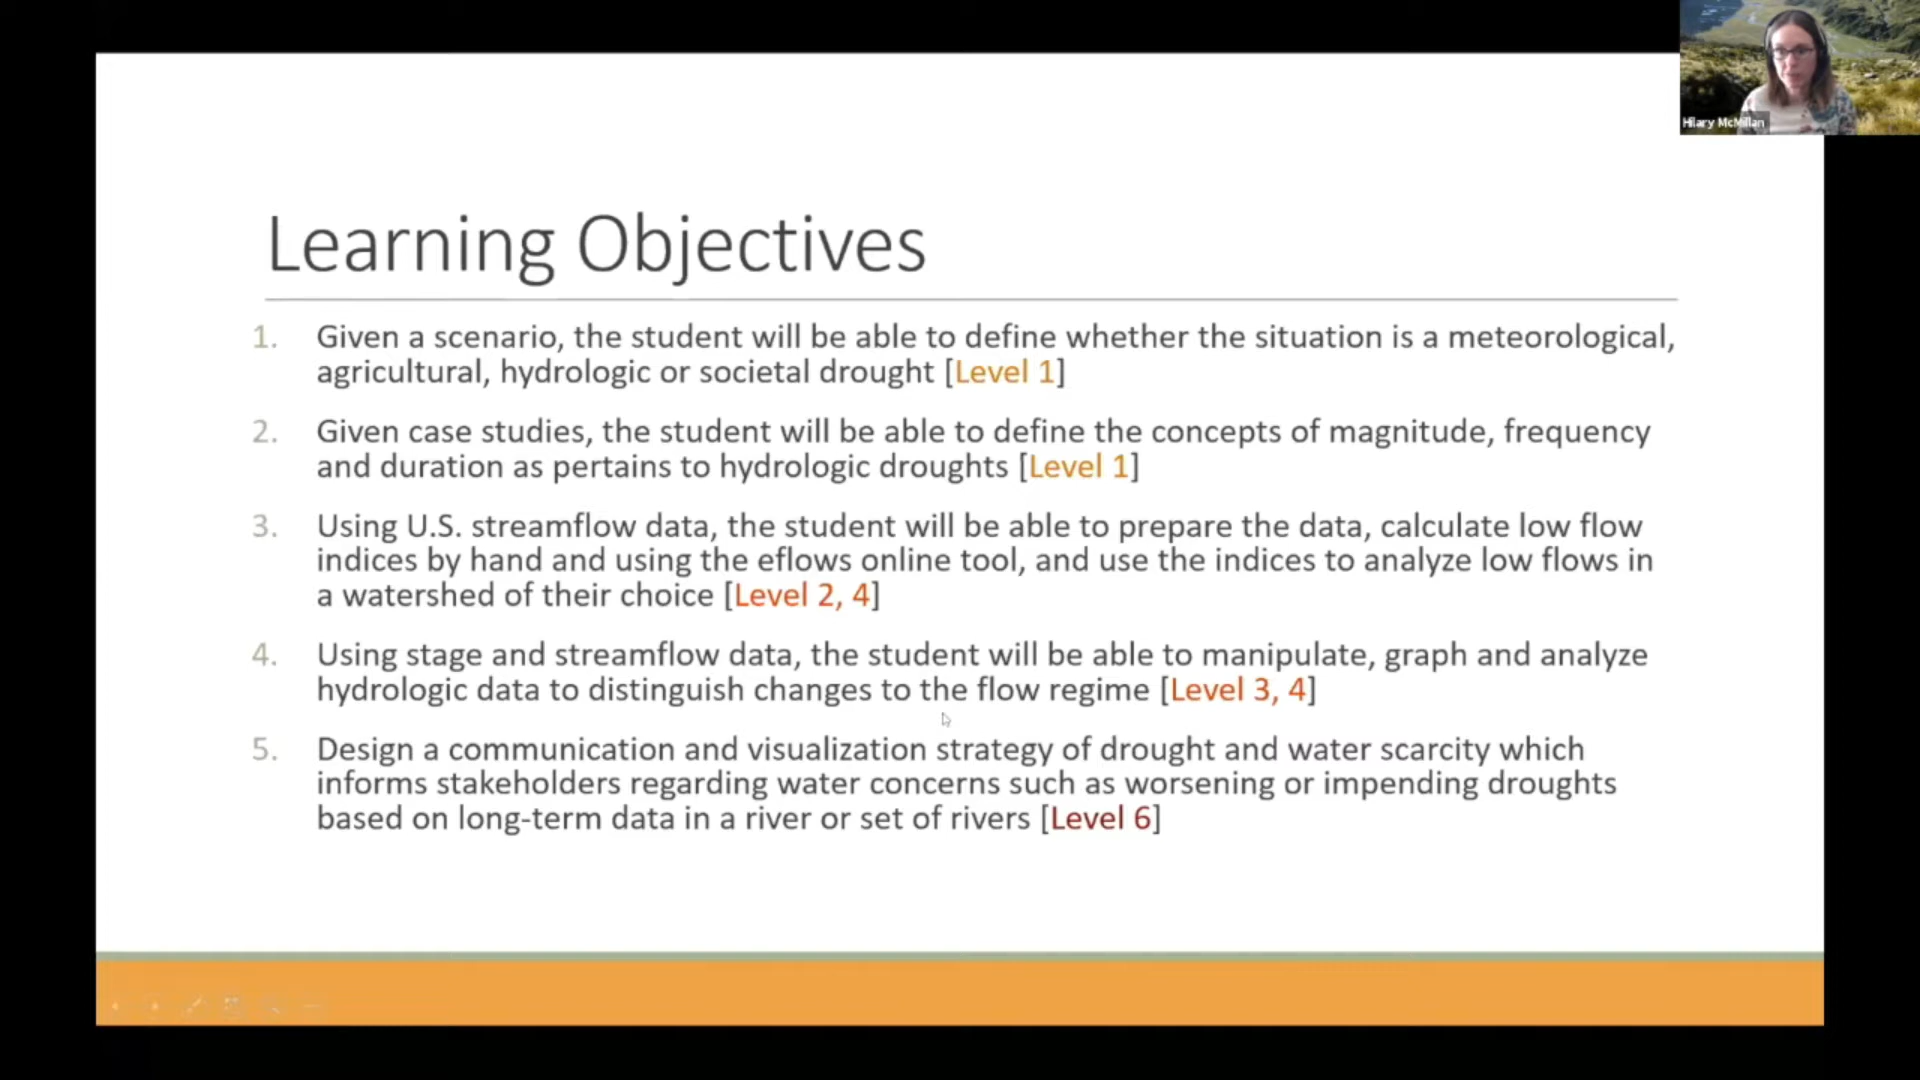 Hilary McMillan
Learning Objectives
1. Given a scenario, the student will be able to define whether the situation is a meteorological,
agricultural, hydrologic or societal drought [Level 1]
2. Given case studies, the student will be able to define the concepts of magnitude, frequency
and duration as pertains to hydrologic droughts [Level 1]
3. Using U.S. streamflow data, the student will be able to prepare the data, calculate low flow
indices by hand and using the eflows online tool, and use the indices to analyze low flows in
a watershed of their choice [Level 2, 4]
4. Using stage and streamflow data, the student will be able to manipulate, graph and analyze
hydrologic data to distinguish changes to the flow regime [Level 3, 4]
5. Design a communication and visualization strategy of drought and water scarcity which
informs stakeholders regarding water concerns such as worsening or impending droughts
based on long-term data in a river or set of rivers [Level 6]